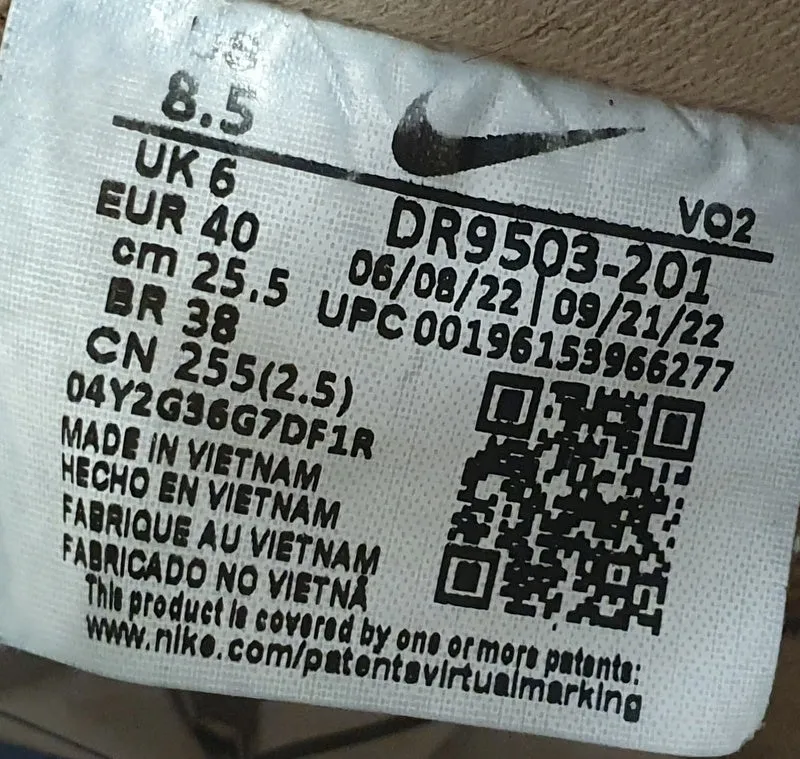 8.5
UK 6
EUR 40
cm 25.5
BR 38
CN 255(2.5)
VO2
DR9503-201
06/08/22 | 09/21/22
UPC 00196153966277
04Y2G36G7DF1R
MADE IN VIETNAM
HECHO EN VIETNAM
FABRIQUE AU VIETNAM
FABRICADO NO VIETNÃ
This product is covered by one or more patents:
www.nike.com/patentsvirtualmarking